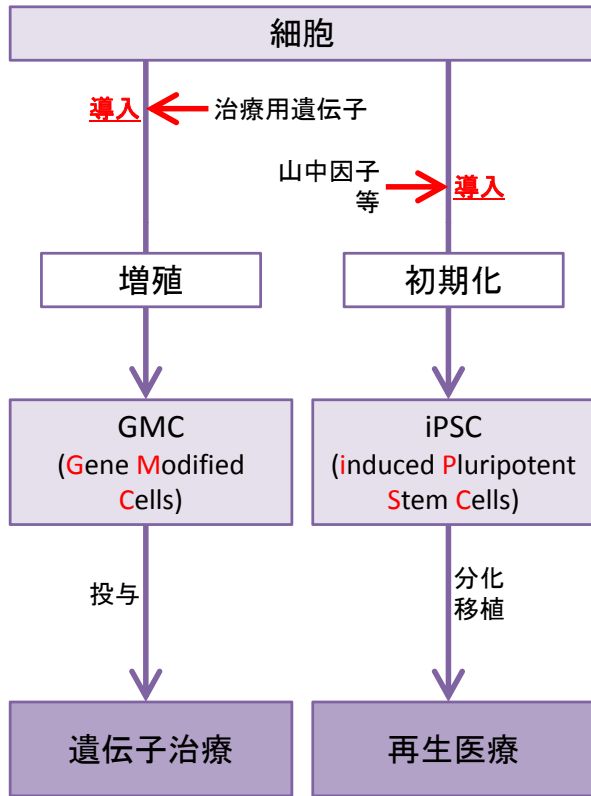 細胞
導入
治療用遺伝子
山中因子
等
導入
増殖
初期化
GMC
(Gene Modified
Cells)
iPSC
(induced Pluripotent
Stem Cells)
投与
分化
移植
遺伝子治療
再生医療